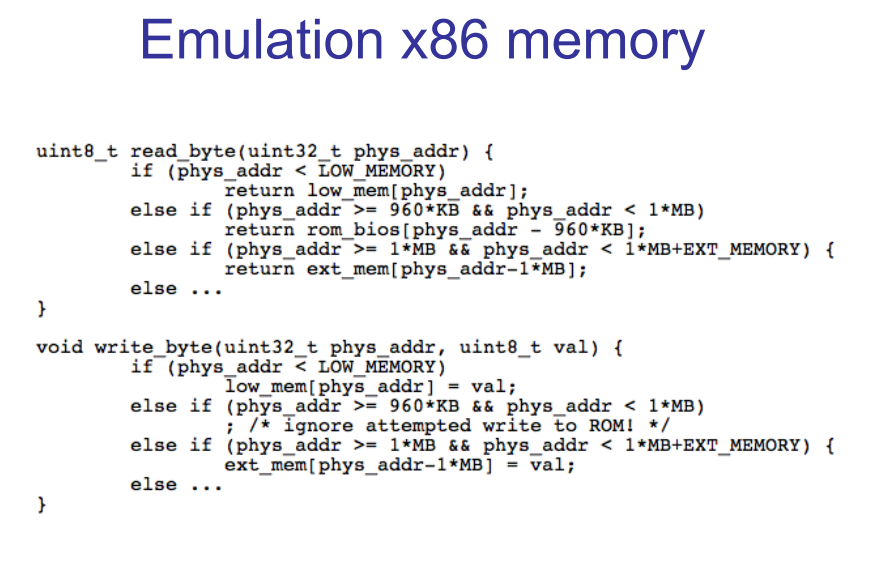 Emulation x86 memory
uint8_t read_byte(uint32_t phys_addr) {
if (phys_addr < LOW_MEMORY)
return low_mem[phys_addr];
else if (phys_addr >= 960*KB && phys_addr < 1*MB)
return rom_bios[phys_addr - 960*KB];
else if (phys_addr >= 1*MB && phys_addr < 1*MB+EXT_MEMORY) {
return ext_mem[phys_addr-1*MB];
else ...
}
void write_byte(uint32_t phys_addr, uint8_t val) {
if (phys_addr < LOW_MEMORY)
low_mem[phys_addr] = val;
else if (phys_addr >= 960*KB && phys_addr < 1*MB)
; /* ignore attempted write to ROM! */
else if (phys_addr >= 1*MB && phys_addr < 1*MB+EXT_MEMORY) {
ext_mem[phys_addr-1*MB] = val;
else ...
}